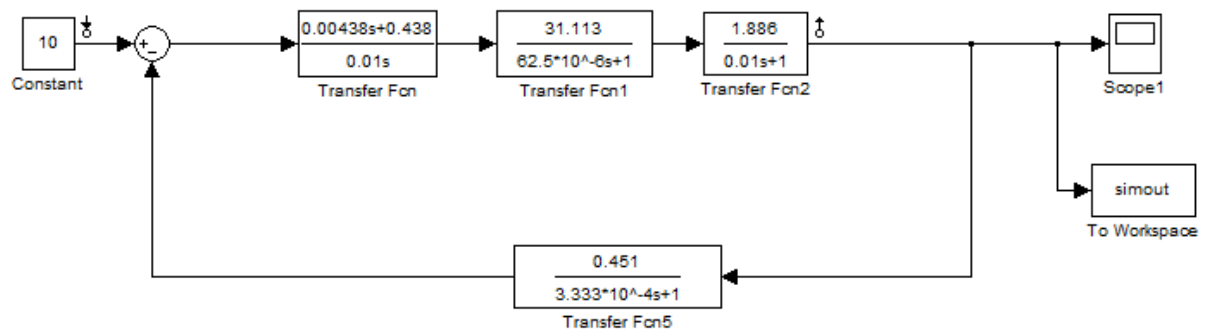 10
Constant
0.00438s+0.438
0.01s
Transfer Fcn
31.113
62.5*10^-6s+1
Transfer Fcn1
1.886
0.01s+1
Transfer Fcn2
Scope1
simout
To Workspace
0.451
3.333*10^-4s+1
Transfer Fcn5